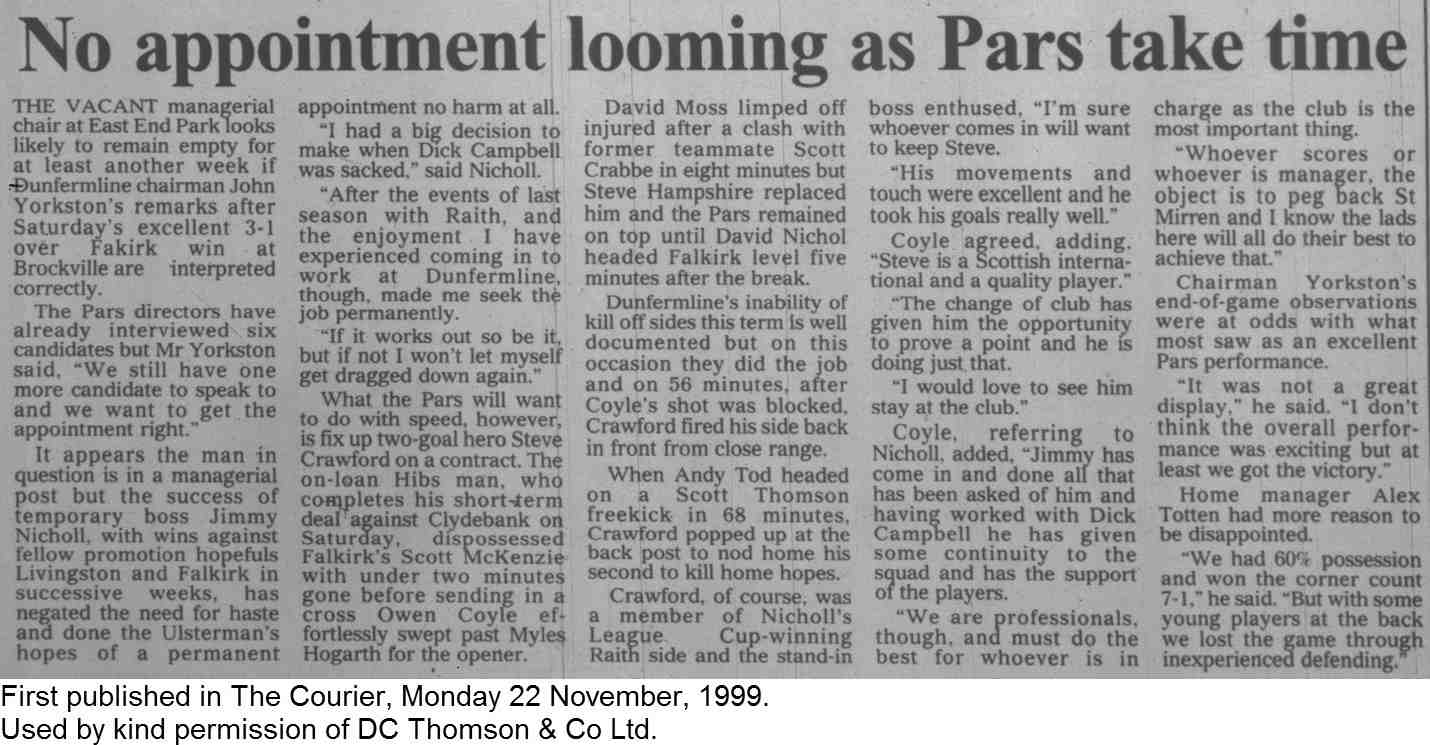 No appointment looming as Pars take time
THE VACANT managerial
chair at East End Park looks
likely to remain empty for
at least another week if
Dunfermline chairman John
Yorkston's remarks after
Saturday's excellent 3-1
over Fakirk win at
Brockville are interpreted
correctly.
The Pars directors have
already interviewed six
candidates but Mr Yorkston
said, "We still have one
more candidate to speak to
and we want to get the
appointment right."
It appears the man in
question is in a managerial
post but the success of
temporary boss Jimmy
Nicholl, with wins against
fellow promotion hopefuls
Livingston and Falkirk in
successive weeks, has
negated the need for haste
and done the Ulsterman's
hopes of a permanent
appointment no harm at all.
"I had a big decision to
make when Dick Campbell
was sacked," said Nicholl.
"After the events of last
season with Raith, and
the enjoyment I have
experienced coming in to
work at Dunfermline,
though, made me seek the
job permanently.
"If it works out so be it,
but if not I won't let myself
get dragged down again."
What the Pars will want
to do with speed, however,
is fix up two-goal hero Steve
Crawford on a contract. The
on-loan Hibs man, who
completes his short-term
deal against Clydebank on
Saturday, dispossessed
Falkirk's Scott McKenzie
with under two minutes
gone before sending in a
cross Owen Coyle ef-
fortlessly swept past Myles
Hogarth for the opener.
David Moss limped off
injured after a clash with
former teammate Scott
Crabbe in eight minutes but
Steve Hampshire replaced
him and the Pars remained
on top until David Nichol
headed Falkirk level five
minutes after the break.
Dunfermline's inability of
kill off sides this term is well
documented but on this
occasion they did the job
and on 56 minutes, after
Coyle's shot was blocked,
Crawford fired his side back
in front from close range.
When Andy Tod headed
on a Scott Thomson
freekick in 68 minutes,
Crawford popped up at the
back post to nod home his
second to kill home hopes.
Crawford, of course, was
a member of Nicholl's
League Cup-winning
Raith side and the stand-in
boss enthused, "I'm sure
whoever comes in will want
to keep Steve.
"His movements and
touch were excellent and he
took his goals really well."
Coyle agreed, adding,
"Steve is a Scottish interna-
tional and a quality player."
"The change of club has
given him the opportunity
to prove a point and he is
doing just that.
"I would love to see him
stay at the club."
Coyle, referring to
Nicholl, added, "Jimmy has
come in and done all that
has been asked of him and
having worked with Dick
Campbell he has given
some continuity to the
squad and has the support
of the players.
"We are professionals,
though, and must do the
best for whoever is in
charge as the club is the
most important thing.
"Whoever scores or
whoever is manager, the
object is to peg back St
Mirren and I know the lads
here will all do their best to
achieve that."
Chairman Yorkston's
end-of-game observations
were at odds with what
most saw as an excellent
Pars performance.
"It was not a great
display," he said. "I don't
think the overall perfor-
mance was exciting but at
least we got the victory."
Home manager Alex
Totten had more reason to
be disappointed.
"We had 60% possession
and won the corner count
7-1," he said. "But with some
young players at the back
we lost the game through
inexperienced defending."
First published in The Courier, Monday 22 November, 1999.
Used by kind permission of DC Thomson & Co Ltd.